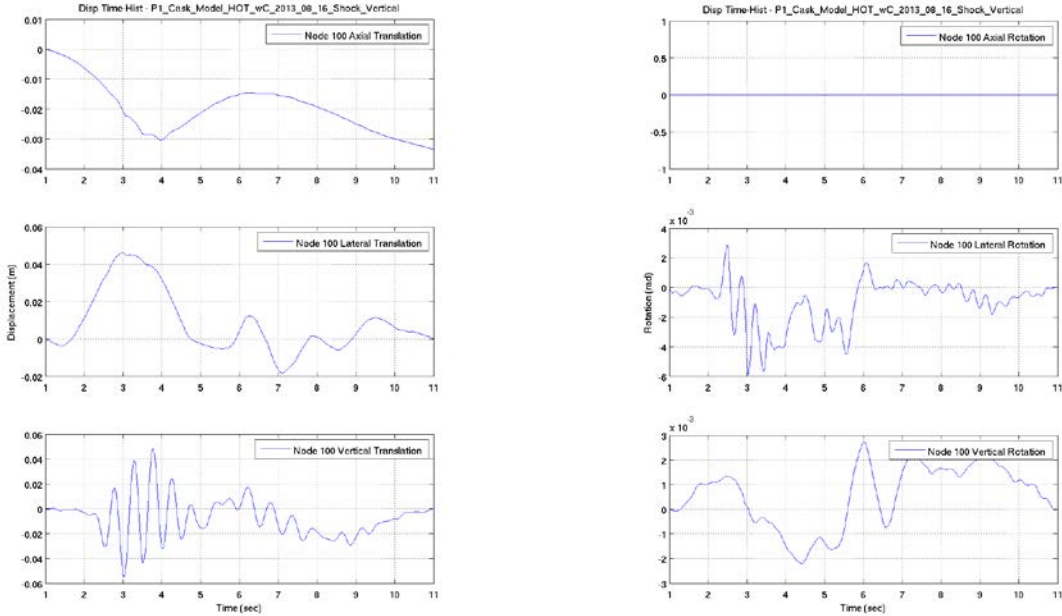 Disp Time-Hist - P1_Cask_Model_HOT_wC_2013_08_16_Shock_Vertical
0.01
0
-0.01
-0.02
-0.03
-0.04
Node 100 Axial Translation
1 2 3 4 5 6 7 8 9 10 11
0.06
0.04
0.02
0
-0.02
Node 100 Lateral Translation
Displacement (m)
1 2 3 4 5 6 7 8 9 10 11
0.06
0.04
0.02
0
-0.02
-0.04
-0.06
Node 100 Vertical Translation
1 2 3 4 5 6 7 8 9 10 11
Time (sec)
Disp Time-Hist - P1_Cask_Model_HOT_wC_2013_08_16_Shock_Vertical
1
0.5
0
-0.5
-1
Node 100 Axial Rotation
1 2 3 4 5 6 7 8 9 10 11
x 10⁻³
4
2
0
-2
-4
-6
Node 100 Lateral Rotation
Rotation (rad)
1 2 3 4 5 6 7 8 9 10 11
x 10⁻³
3
2
1
0
-1
-2
-3
Node 100 Vertical Rotation
1 2 3 4 5 6 7 8 9 10 11
Time (sec)